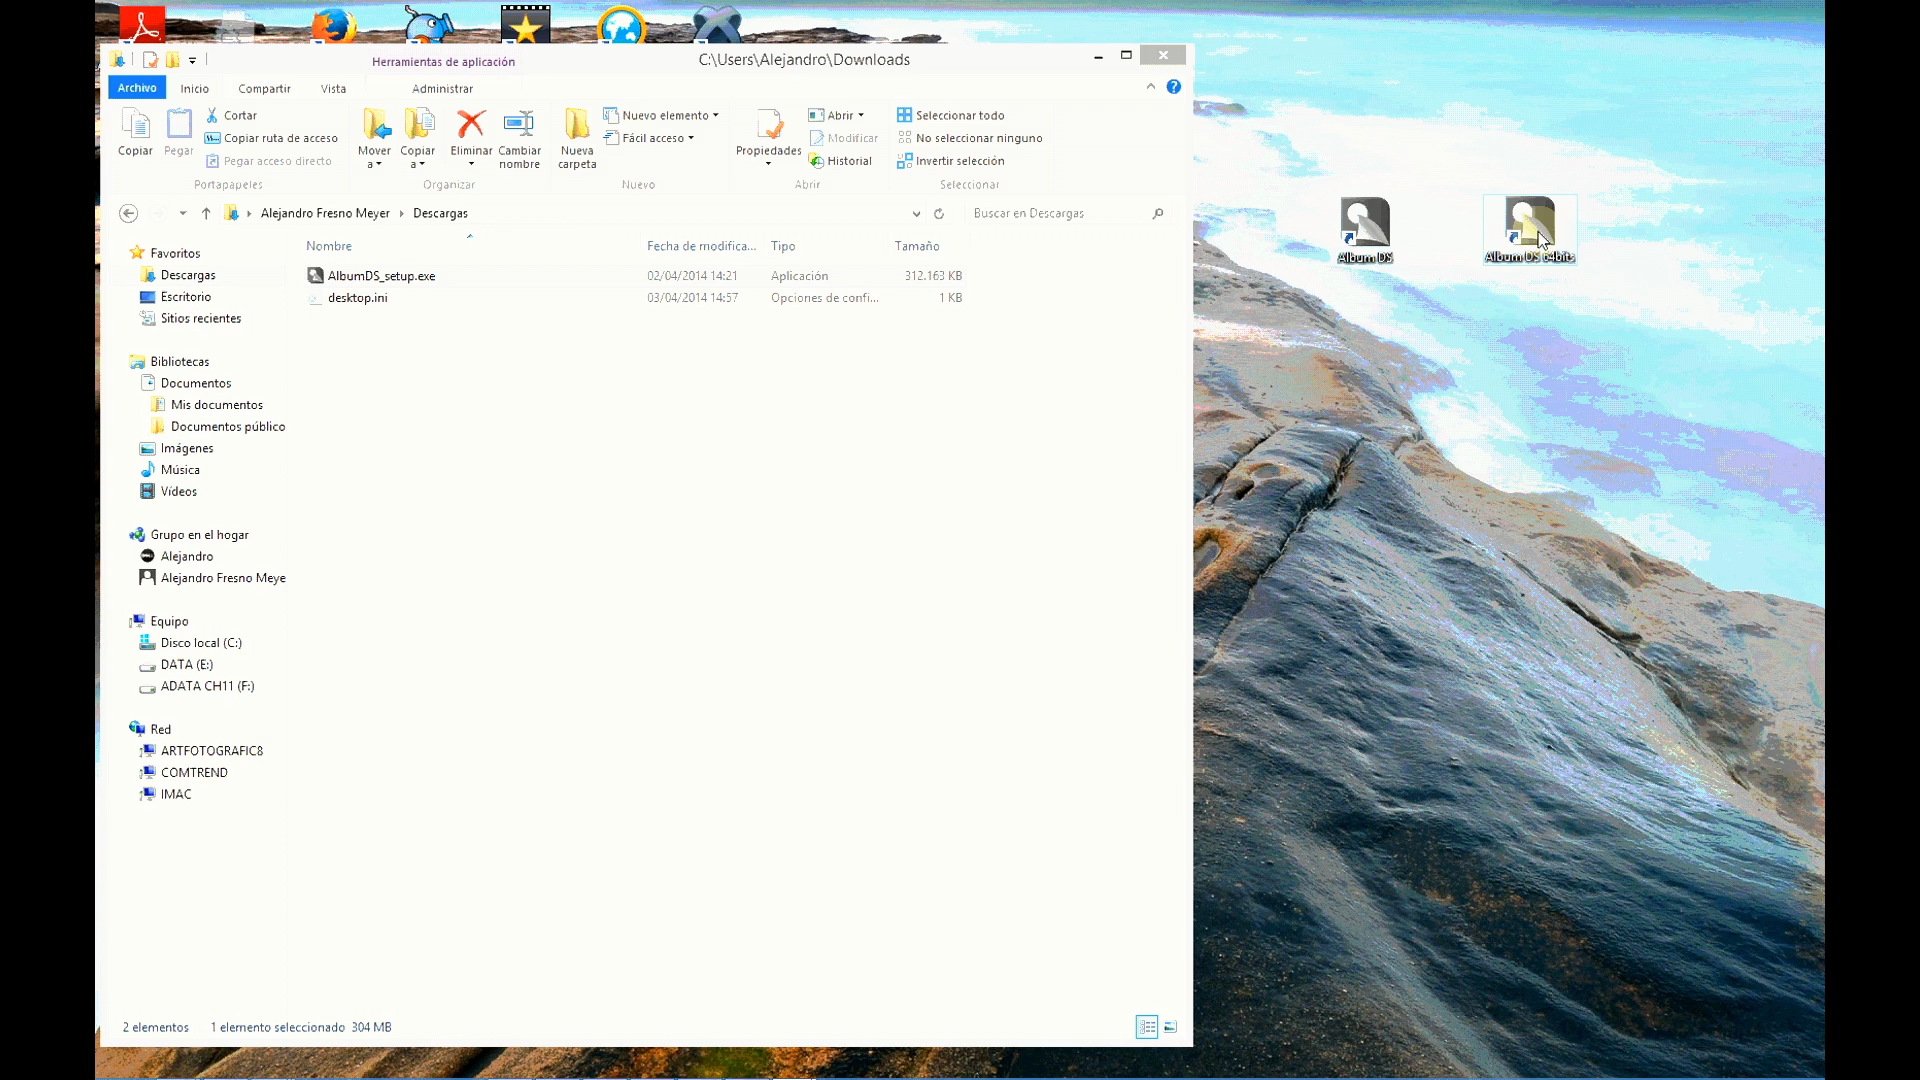 Herramientas de aplicación
C:\Users\Alejandro\Downloads
Archivo
Inicio
Compartir
Vista
Administrar
Copiar
Pegar
Cortar
Copiar ruta de acceso
Pegar acceso directo
Portapapeles
Mover a
Copiar a
Eliminar
Cambiar nombre
Organizar
Nueva carpeta
Nuevo elemento
Fácil acceso
Nuevo
Propiedades
Abrir
Modificar
Historial
Abrir
Seleccionar todo
No seleccionar ninguno
Invertir selección
Seleccionar
Alejandro Fresno Meyer
Descargas
Buscar en Descargas
Nombre
Fecha de modifica...
Tipo
Tamaño
AlbumDS_setup.exe
02/04/2014 14:21
Aplicación
312.163 KB
desktop.ini
03/04/2014 14:57
Opciones de confi...
1 KB
Favoritos
Descargas
Escritorio
Sitios recientes
Bibliotecas
Documentos
Mis documentos
Documentos público
Imágenes
Música
Vídeos
Grupo en el hogar
Alejandro
Alejandro Fresno Meye
Equipo
Disco local (C:)
DATA (E:)
ADATA CH11 (F:)
Red
ARTFOTOGRAFIC8
COMTREND
IMAC
2 elementos
1 elemento seleccionado 304 MB
Album DS
Album DS 64bits